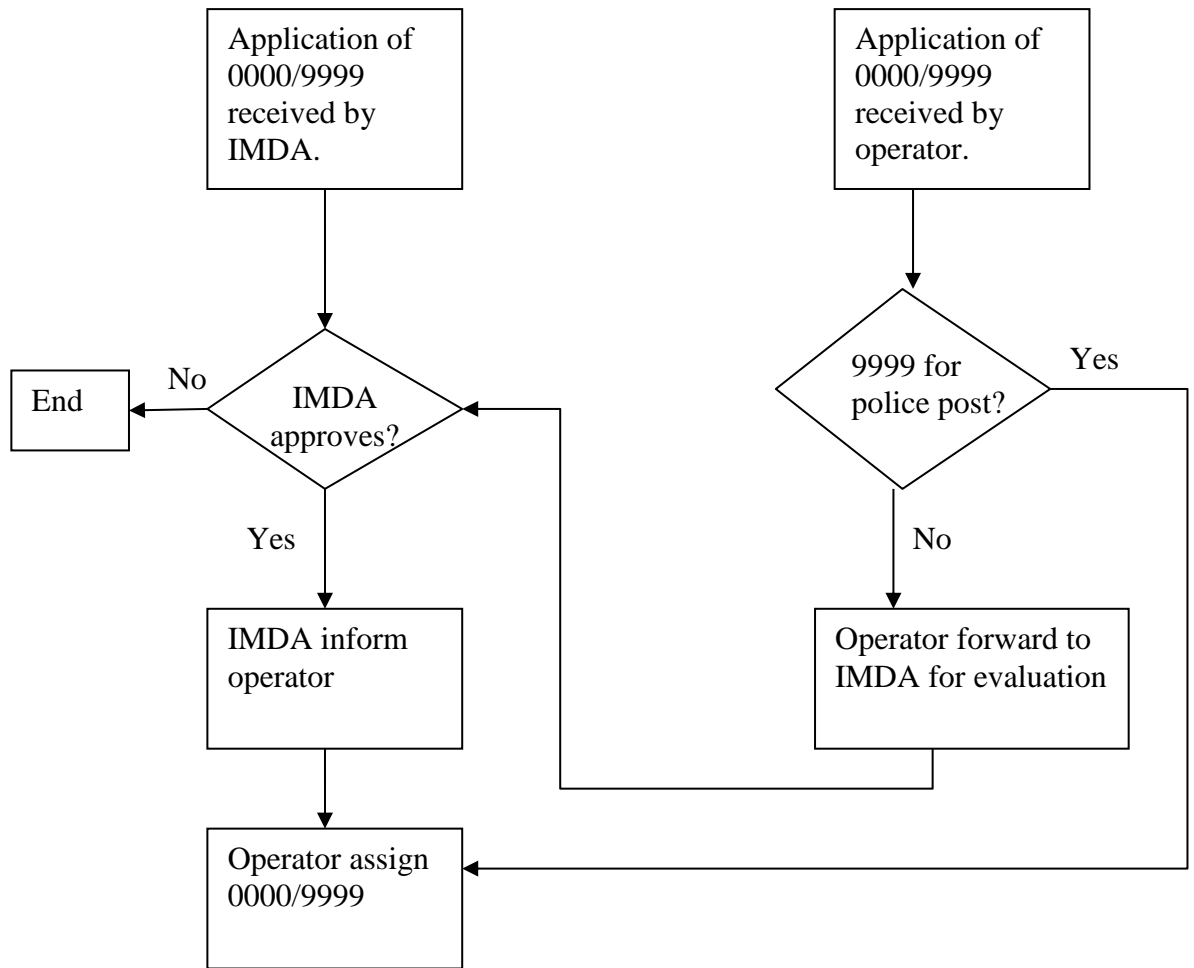 Application of
0000/9999
received by
IMDA.
Application of
0000/9999
received by
operator.
9999 for
police post?
Yes
No
End
IMDA
approves?
Yes
No
IMDA inform
operator
Operator forward to
IMDA for evaluation
Operator assign
0000/9999